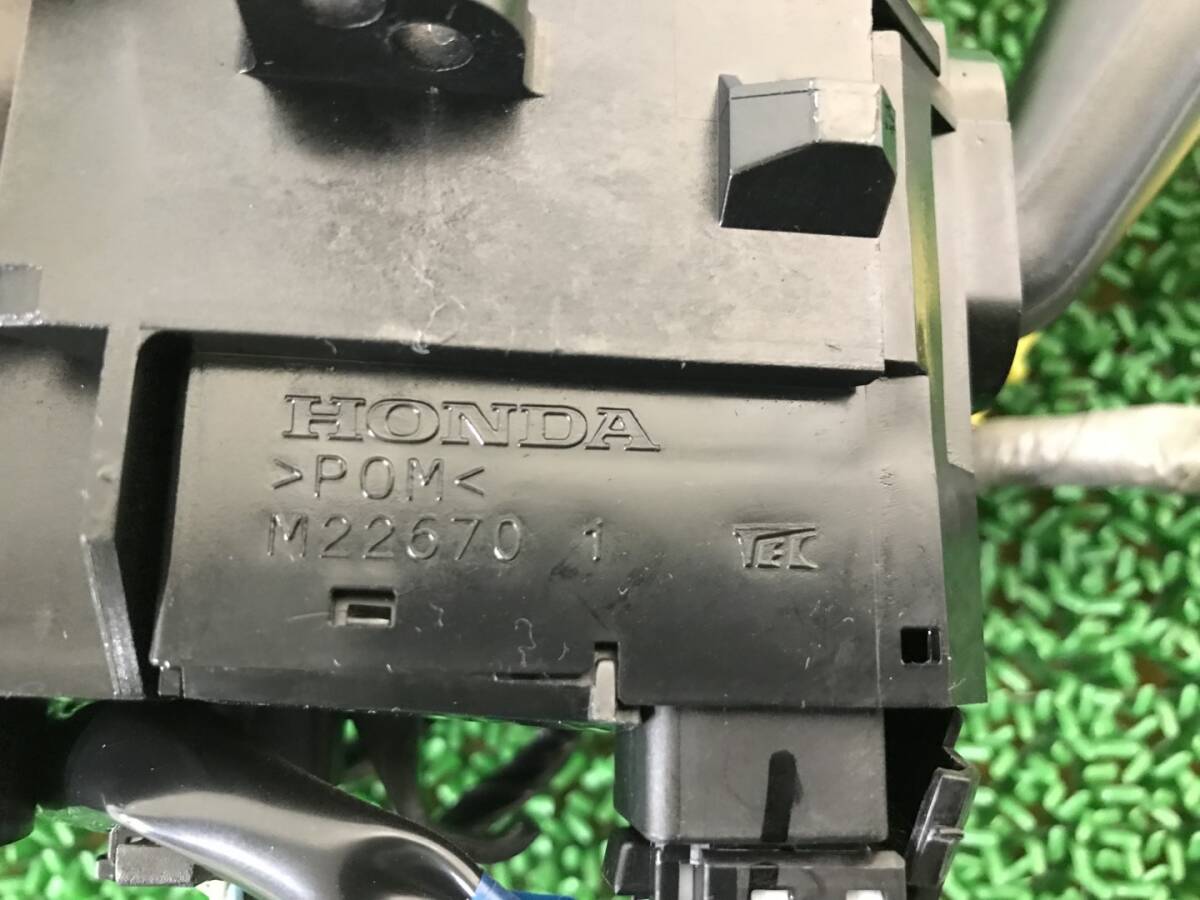 HONDA
>POM<
M22670 1
TEC